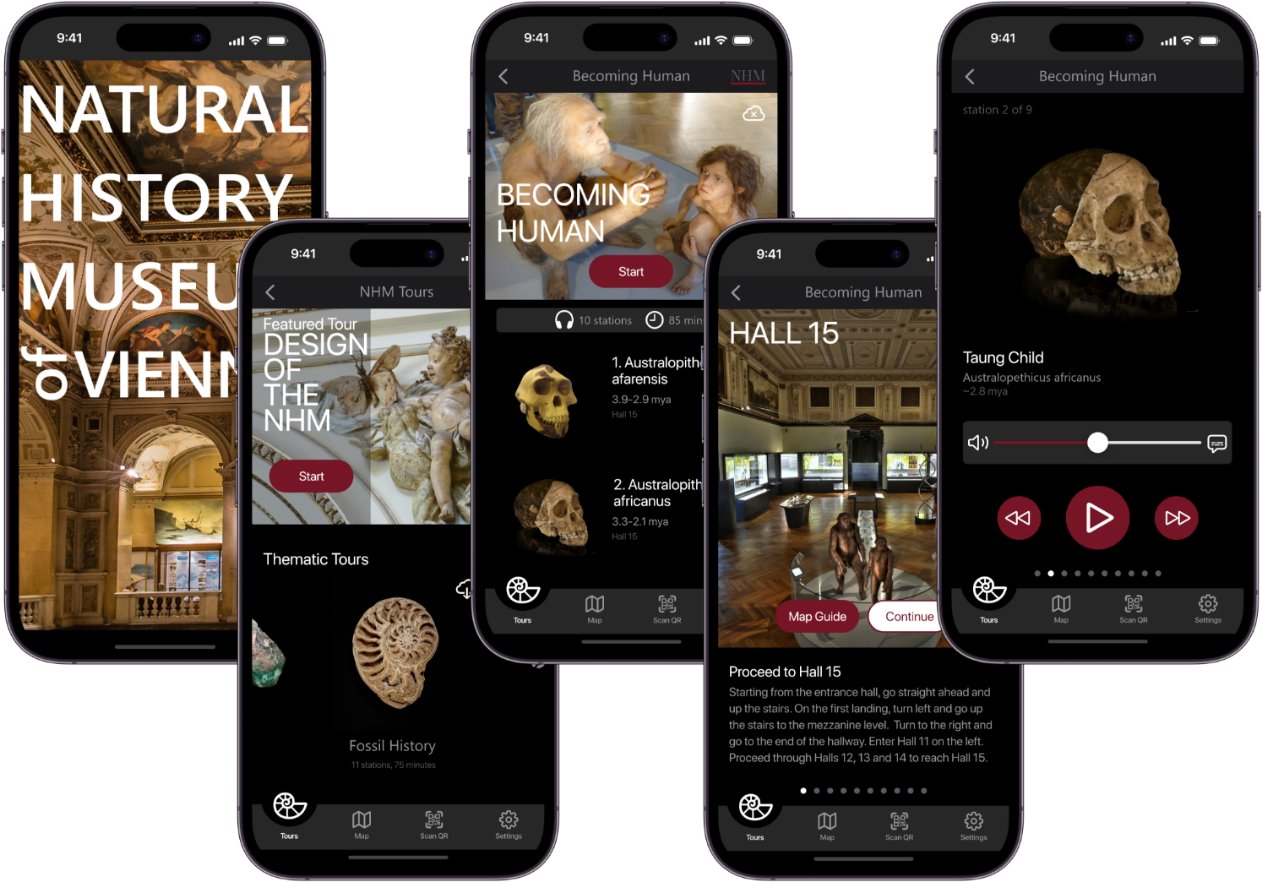 9:41
NATURAL
HISTORY
MUSEU
of VIENN
9:41
NHM Tours
Featured Tour
DESIGN
OF
THE
NHM
Start
Thematic Tours
Fossil History
11 stations, 75 minutes
Tours
Map
Scan QR
Settings
9:41
Becoming Human
NHM
BECOMING
HUMAN
Start
10 stations
85 min
1. Australopith
afarensis
3.9-2.9 mya
Hall 15
2. Australopith
africanus
3.3-2.1 mya
Hall 15
Tours
Map
Scan QR
9:41
Becoming Human
HALL 15
Map Guide
Continue
Proceed to Hall 15
Starting from the entrance hall, go straight ahead and
up the stairs. On the first landing, turn left and go up
the stairs to the mezzanine level. Turn to the right and
go to the end of the hallway. Enter Hall 11 on the left.
Proceed through Halls 12, 13 and 14 to reach Hall 15.
Tours
Map
Scan QR
Settings
9:41
Becoming Human
station 2 of 9
Taung Child
Australopethicus africanus
~2.8 mya
Tours
Map
Scan QR
Settings